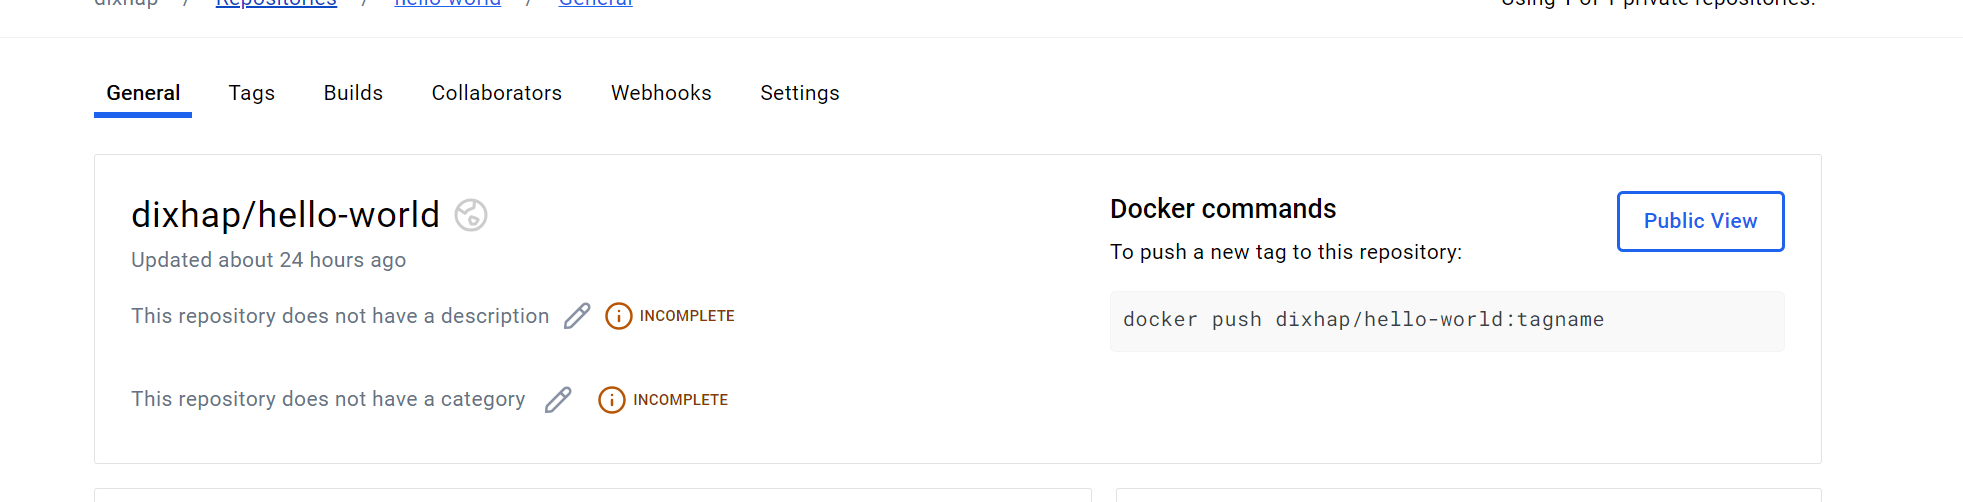 dixhap / Repositories / hello-world / General
Using 1 of 1 private repositories.
General Tags Builds Collaborators Webhooks Settings
dixhap/hello-world
Updated about 24 hours ago
This repository does not have a description INCOMPLETE
This repository does not have a category INCOMPLETE
Docker commands
Public View
To push a new tag to this repository:
docker push dixhap/hello-world:tagname